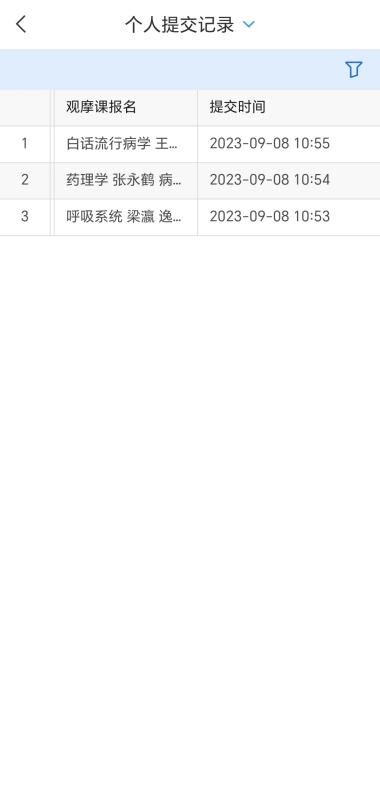 个人提交记录
观摩课报名 提交时间
1 白话流行病学 王... 2023-09-08 10:55
2 药理学 张永鹤 病... 2023-09-08 10:54
3 呼吸系统 梁瀛 逸... 2023-09-08 10:53